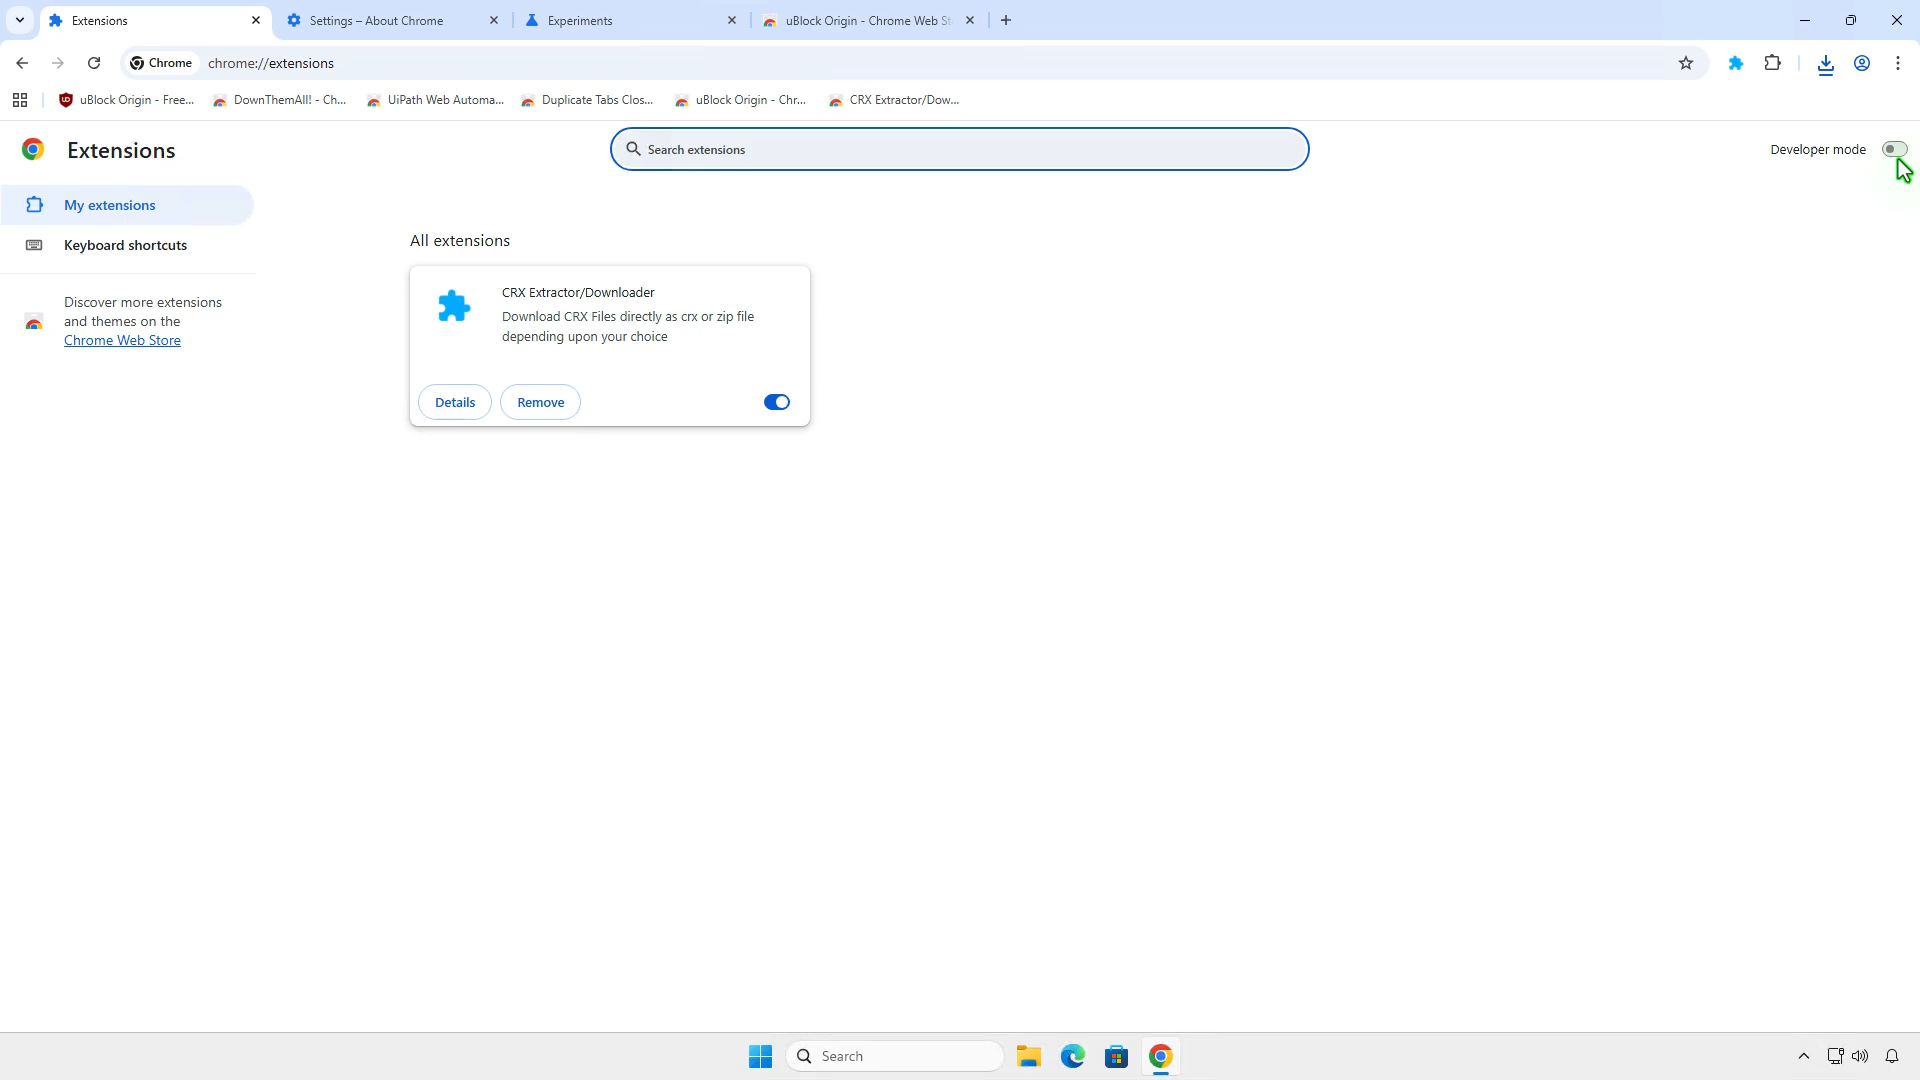 Extensions
Settings – About Chrome
Experiments
uBlock Origin - Chrome Web St
Chrome
chrome://extensions
uBlock Origin - Free...
DownThemAll! - Ch...
UiPath Web Automa...
Duplicate Tabs Clos...
uBlock Origin - Chr...
CRX Extractor/Dow...
Extensions
Search extensions
Developer mode
My extensions
Keyboard shortcuts
Discover more extensions
and themes on the
Chrome Web Store
All extensions
CRX Extractor/Downloader
Download CRX Files directly as crx or zip file
depending upon your choice
Details
Remove
Search